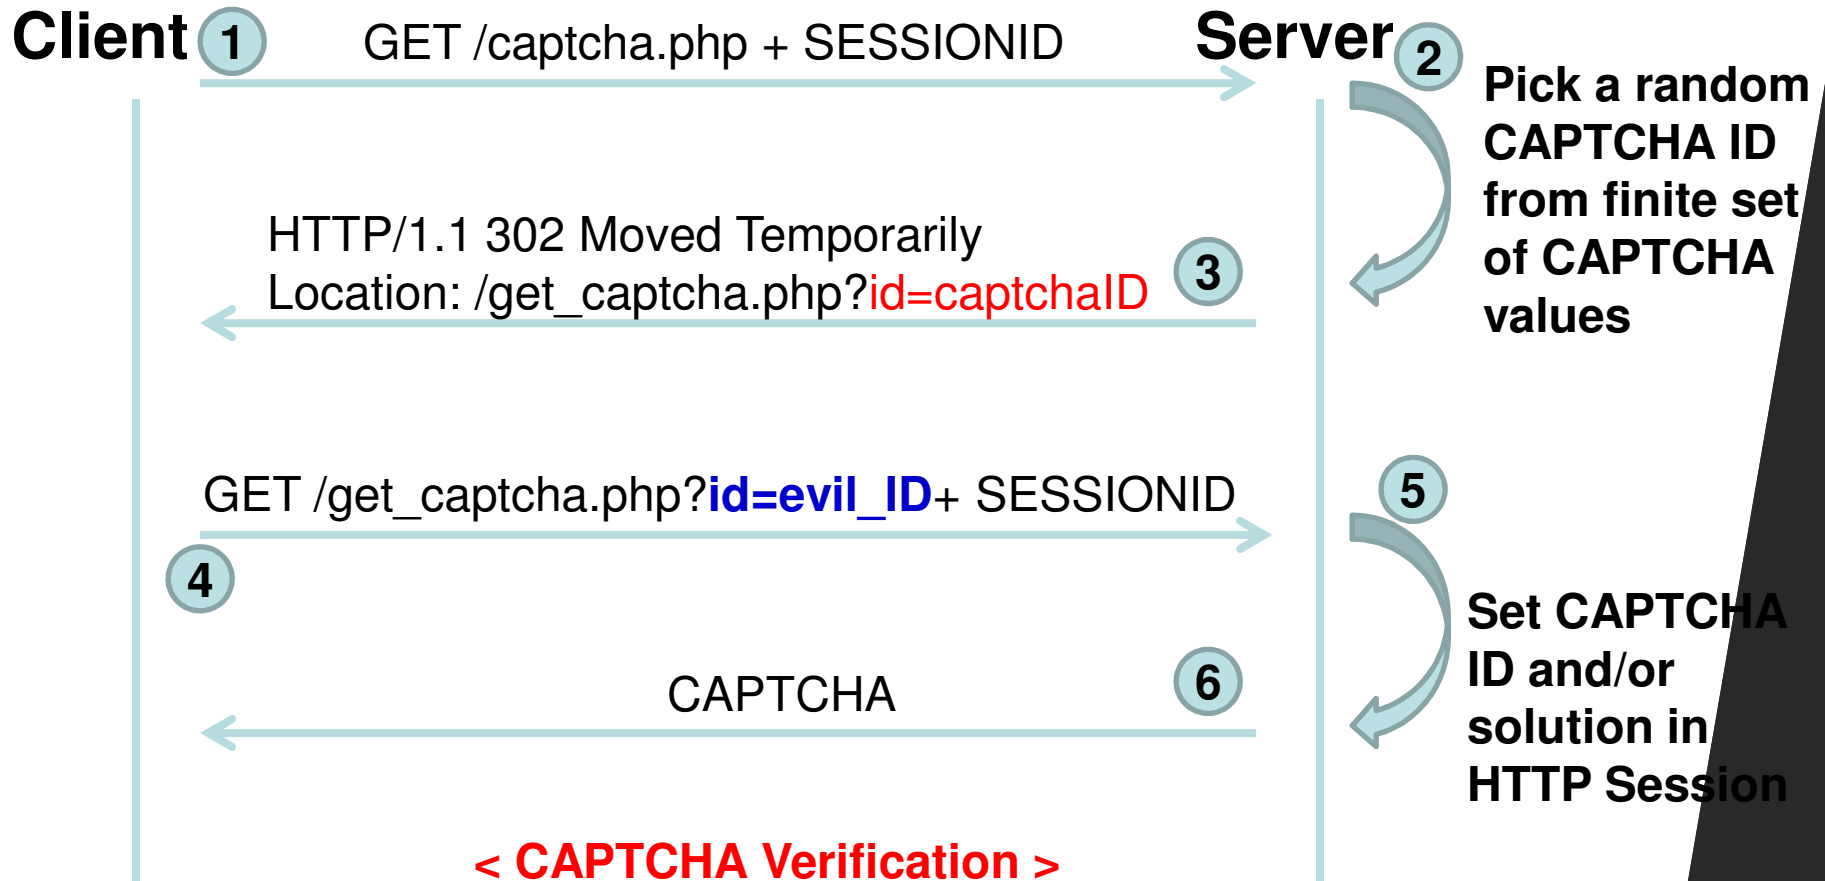 Client 1 GET /captcha.php + SESSIONID Server 2
Pick a random
CAPTCHA ID
from finite set
of CAPTCHA
values
HTTP/1.1 302 Moved Temporarily
Location: /get_captcha.php?id=captchaID 3
GET /get_captcha.php?id=evil_ID+ SESSIONID 5
4
Set CAPTCHA
ID and/or
solution in
HTTP Session
CAPTCHA 6
< CAPTCHA Verification >